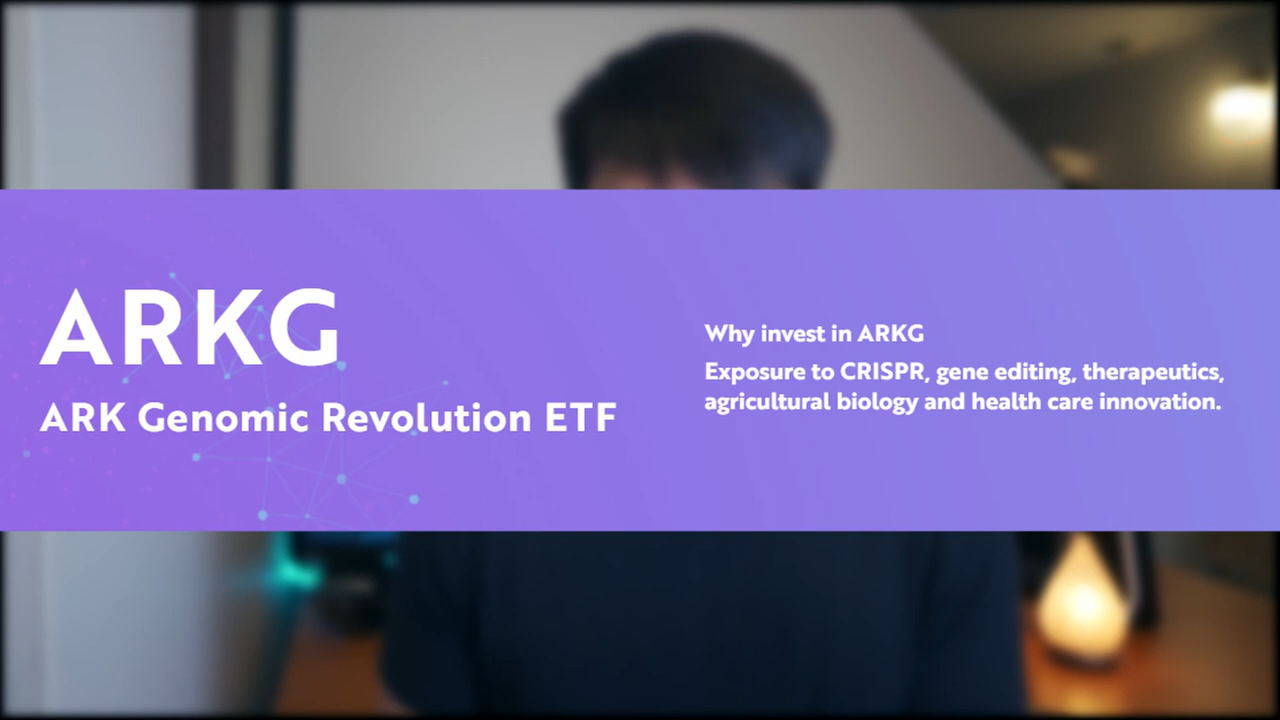 ARKG
ARK Genomic Revolution ETF
Why invest in ARKG
Exposure to CRISPR, gene editing, therapeutics,
agricultural biology and health care innovation.